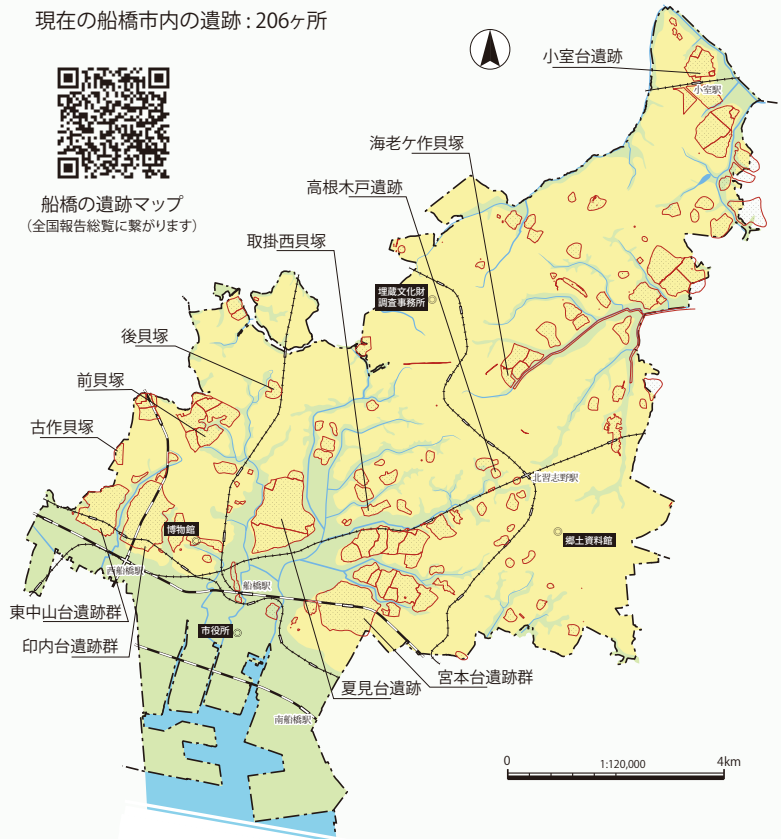 現在の船橋市内の遺跡：206ヶ所
小室台遺跡
小室駅
船橋の遺跡マップ
（全国報告総覧に繋がります）
海老ケ作貝塚
高根木戸遺跡
取掛西貝塚
埋蔵文化財
調査事務所
後貝塚
前貝塚
古作貝塚
北習志野駅
博物館
郷土資料館
西船橋駅
船橋駅
東中山台遺跡群
市役所
印内台遺跡群
宮本台遺跡群
夏見台遺跡
南船橋駅
0
1:120,000
4km